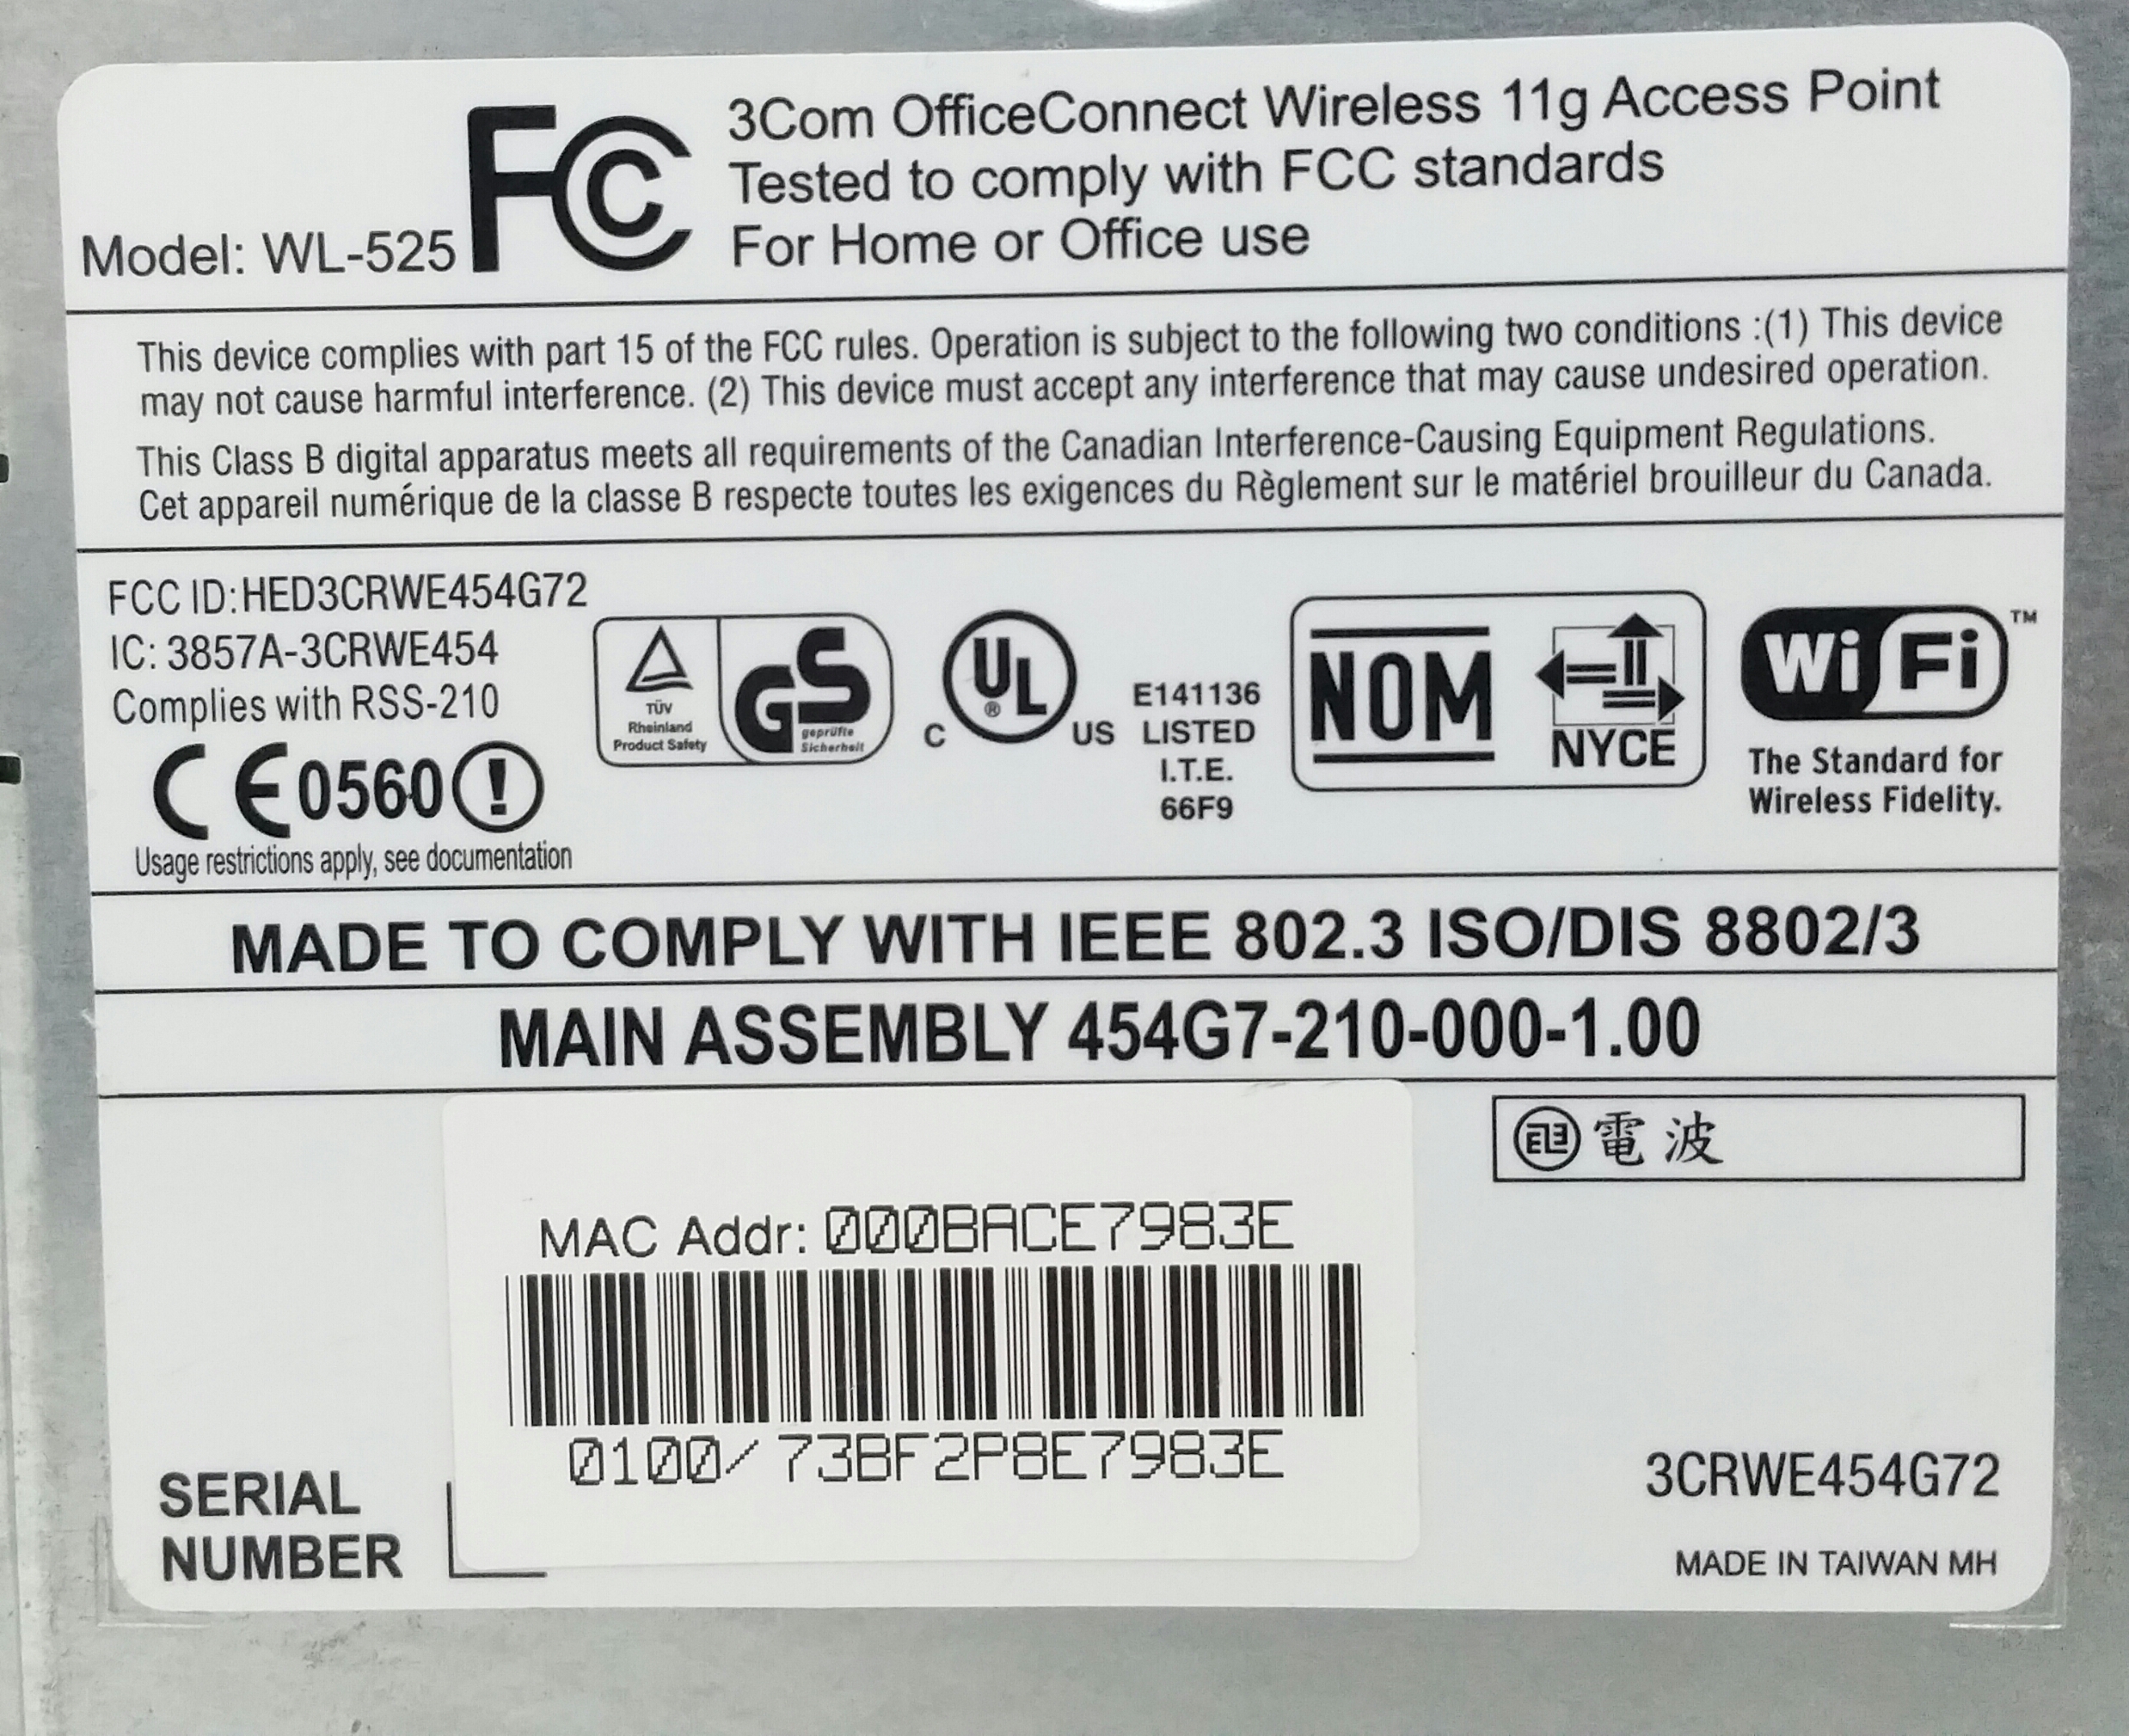 3Com OfficeConnect Wireless 11g Access Point
Tested to comply with FCC standards
For Home or Office use
Model: WL-525
FC
This device complies with part 15 of the FCC rules. Operation is subject to the following two conditions :(1) This device
may not cause harmful interference. (2) This device must accept any interference that may cause undesired operation.
This Class B digital apparatus meets all requirements of the Canadian Interference-Causing Equipment Regulations.
Cet appareil numérique de la classe B respecte toutes les exigences du Règlement sur le matériel brouilleur du Canada.
FCC ID:HED3CRWE454G72
IC: 3857A-3CRWE454
Complies with RSS-210
CE0560!
Usage restrictions apply, see documentation
TÜV
Rheinland
Product Safety
GS
geprüfte
Sicherheit
C UL® US
E141136
LISTED
I.T.E.
66F9
NOM
NYCE
Wi Fi™
The Standard for
Wireless Fidelity.
MADE TO COMPLY WITH IEEE 802.3 ISO/DIS 8802/3
MAIN ASSEMBLY 454G7-210-000-1.00
電波
MAC Addr: 000BACE7983E
0100/73BF2P8E7983E
SERIAL
NUMBER
3CRWE454G72
MADE IN TAIWAN MH